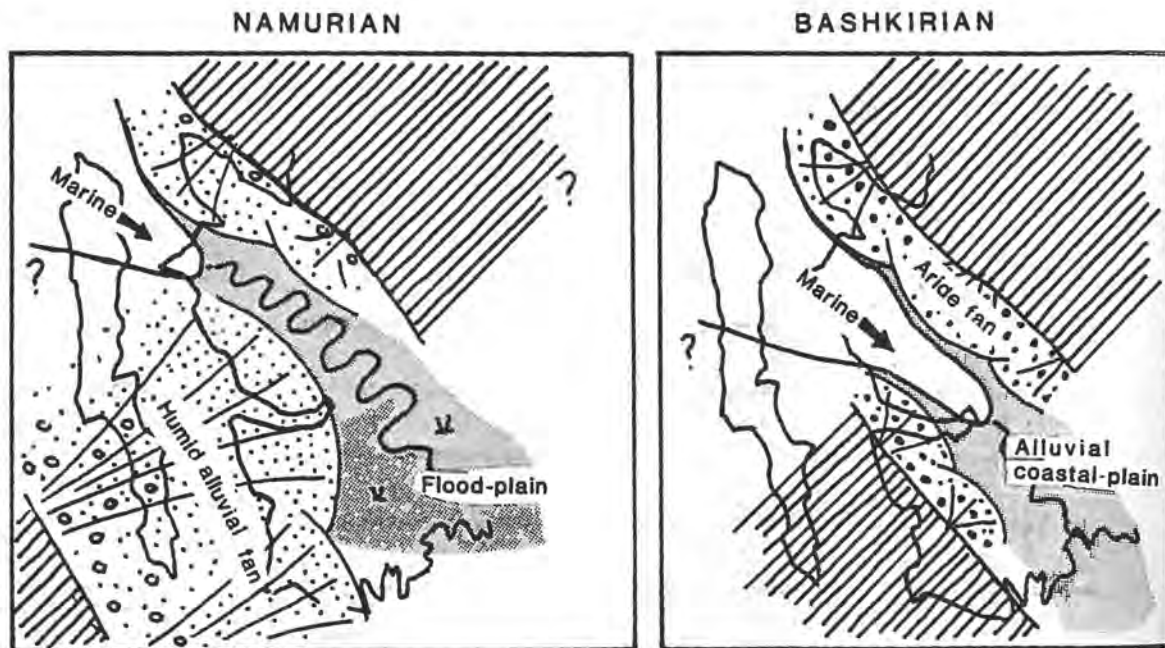 NAMURIAN
BASHKIRIAN
Marine
?
?
Humid alluvial fan
Flood-plain
Marine
Aride fan
?
Alluvial
coastal-plain